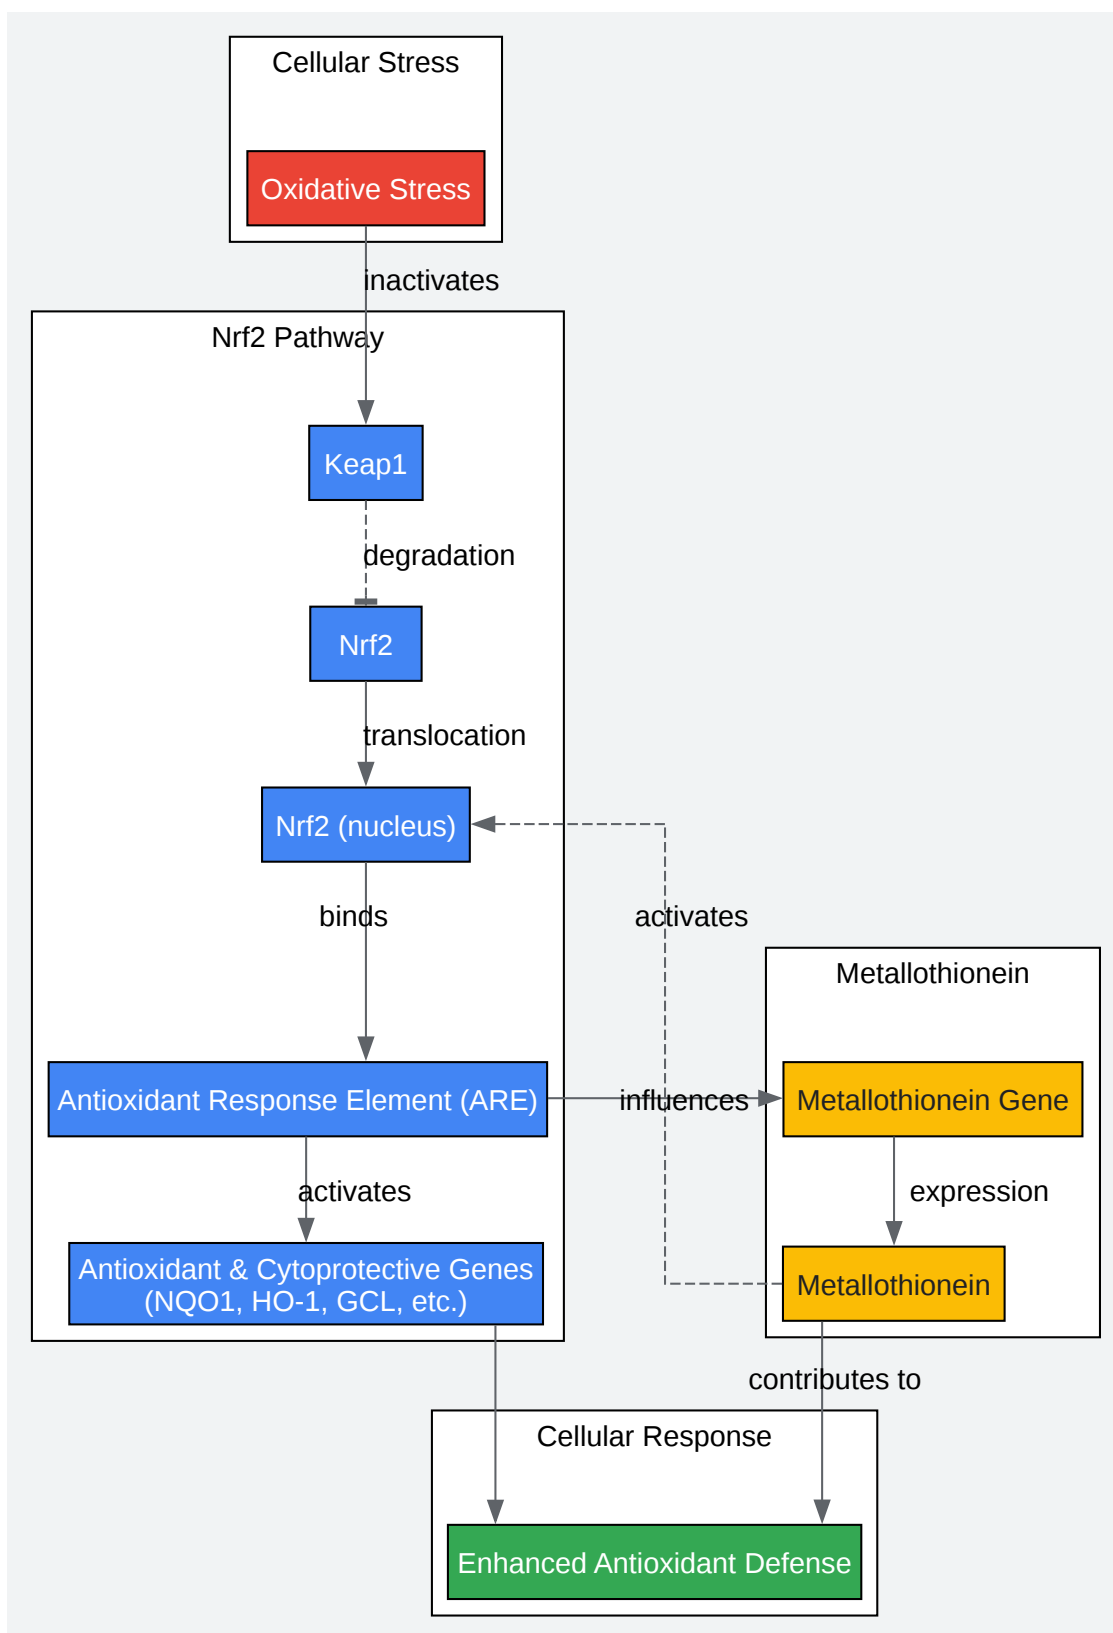 Cellular Stress
Oxidative Stress
inactivates
Nrf2 Pathway
Keap1
degradation
Nrf2
translocation
Nrf2 (nucleus)
binds
activates
Metallothionein
Antioxidant Response Element (ARE)
influences
Metallothionein Gene
activates
expression
Antioxidant & Cytoprotective Genes
(NQO1, HO-1, GCL, etc.)
Metallothionein
contributes to
Cellular Response
Enhanced Antioxidant Defense